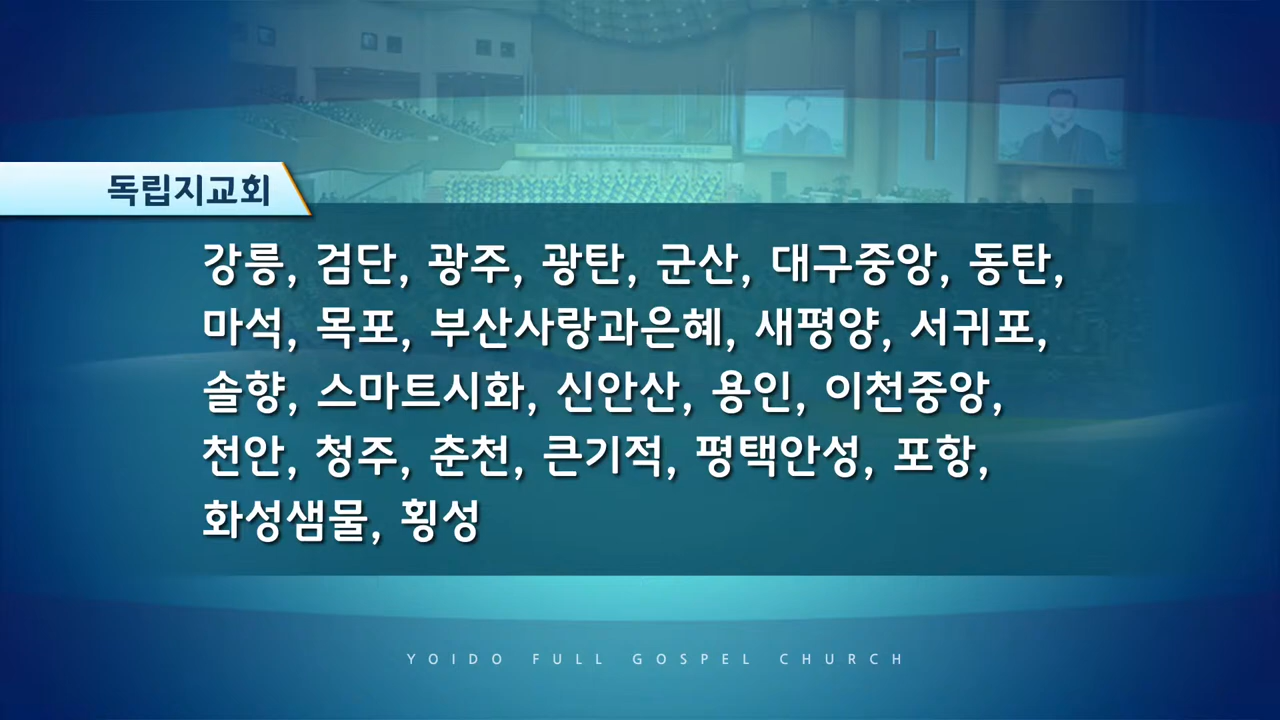 독립지교회
강릉, 검단, 광주, 광탄, 군산, 대구중앙, 동탄,
마석, 목포, 부산사랑과은혜, 새평양, 서귀포,
솔향, 스마트시화, 신안산, 용인, 이천중앙,
천안, 청주, 춘천, 큰기적, 평택안성, 포항,
화성샘물, 횡성
YOIDO FULL GOSPEL CHURCH